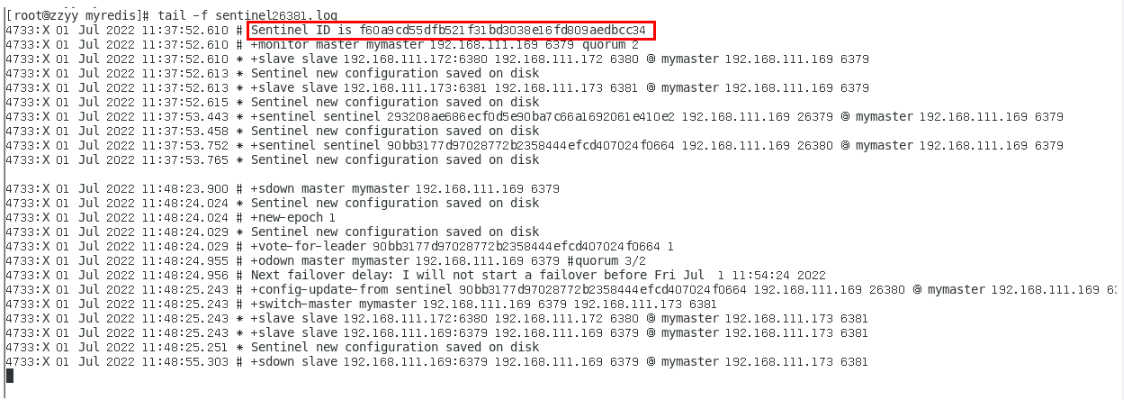 [root@zzyy myredis]# tail -f sentinel26381.log
4733:X 01 Jul 2022 11:37:52.610 # Sentinel ID is f60a9cd55dfb521f31bd3038e16fd809aedbcc34
4733:X 01 Jul 2022 11:37:52.610 # +monitor master mymaster 192.168.111.169 6379 quorum 2
4733:X 01 Jul 2022 11:37:52.610 * +slave slave 192.168.111.172:6380 192.168.111.172 6380 @ mymaster 192.168.111.169 6379
4733:X 01 Jul 2022 11:37:52.613 * Sentinel new configuration saved on disk
4733:X 01 Jul 2022 11:37:52.613 * +slave slave 192.168.111.173:6381 192.168.111.173 6381 @ mymaster 192.168.111.169 6379
4733:X 01 Jul 2022 11:37:52.615 * Sentinel new configuration saved on disk
4733:X 01 Jul 2022 11:37:53.443 * +sentinel sentinel 293208ae686ecf0d5e90ba7c66a1692061e410e2 192.168.111.169 26379 @ mymaster 192.168.111.169 6379
4733:X 01 Jul 2022 11:37:53.458 * Sentinel new configuration saved on disk
4733:X 01 Jul 2022 11:37:53.752 * +sentinel sentinel 90bb3177d97028772b2358444efcd407024f0664 192.168.111.169 26380 @ mymaster 192.168.111.169 6379
4733:X 01 Jul 2022 11:37:53.765 * Sentinel new configuration saved on disk
4733:X 01 Jul 2022 11:48:23.900 # +sdown master mymaster 192.168.111.169 6379
4733:X 01 Jul 2022 11:48:24.024 * Sentinel new configuration saved on disk
4733:X 01 Jul 2022 11:48:24.024 # +new-epoch 1
4733:X 01 Jul 2022 11:48:24.029 * Sentinel new configuration saved on disk
4733:X 01 Jul 2022 11:48:24.029 # +vote-for-leader 90bb3177d97028772b2358444efcd407024f0664 1
4733:X 01 Jul 2022 11:48:24.955 # +odown master mymaster 192.168.111.169 6379 #quorum 3/2
4733:X 01 Jul 2022 11:48:24.956 # Next failover delay: I will not start a failover before Fri Jul  1 11:54:24 2022
4733:X 01 Jul 2022 11:48:25.243 # +config-update-from sentinel 90bb3177d97028772b2358444efcd407024f0664 192.168.111.169 26380 @ mymaster 192.168.111.169 6
4733:X 01 Jul 2022 11:48:25.243 # +switch-master mymaster 192.168.111.169 6379 192.168.111.173 6381
4733:X 01 Jul 2022 11:48:25.243 * +slave slave 192.168.111.172:6380 192.168.111.172 6380 @ mymaster 192.168.111.173 6381
4733:X 01 Jul 2022 11:48:25.243 * +slave slave 192.168.111.169:6379 192.168.111.169 6379 @ mymaster 192.168.111.173 6381
4733:X 01 Jul 2022 11:48:25.251 * Sentinel new configuration saved on disk
4733:X 01 Jul 2022 11:48:55.303 # +sdown slave 192.168.111.169:6379 192.168.111.169 6379 @ mymaster 192.168.111.173 6381